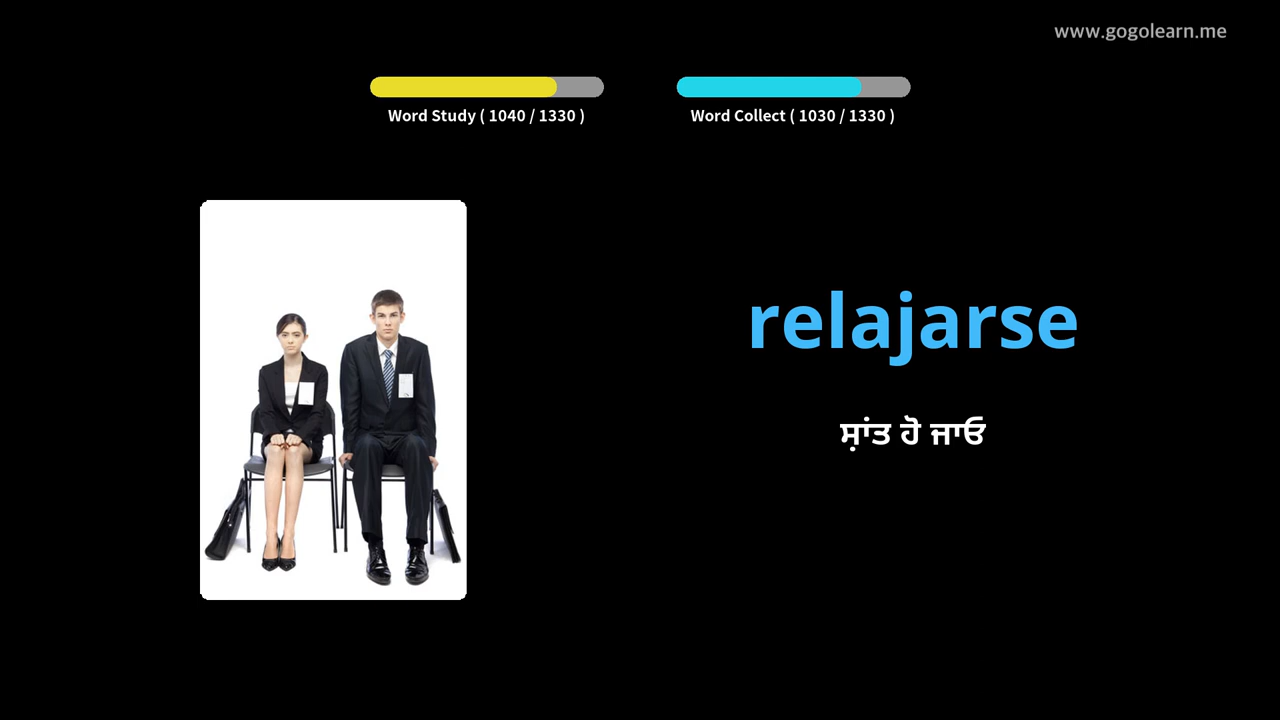 www.gogolearn.me
Word Study ( 1040 / 1330 )
Word Collect ( 1030 / 1330 )
relajarse
ਸ਼ਾਂਤ ਹੋ ਜਾਓ